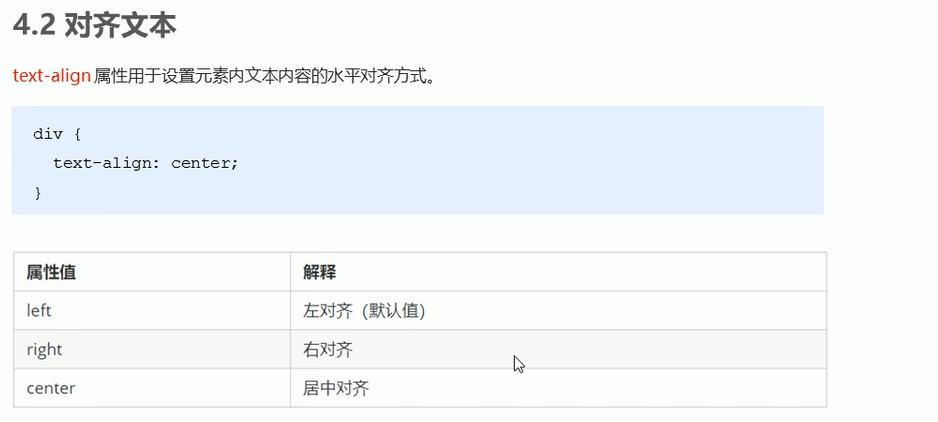 4.2 对齐文本
text-align 属性用于设置元素内文本内容的水平对齐方式。
div {
  text-align: center;
}
属性值 解释
left 左对齐（默认值）
right 右对齐
center 居中对齐